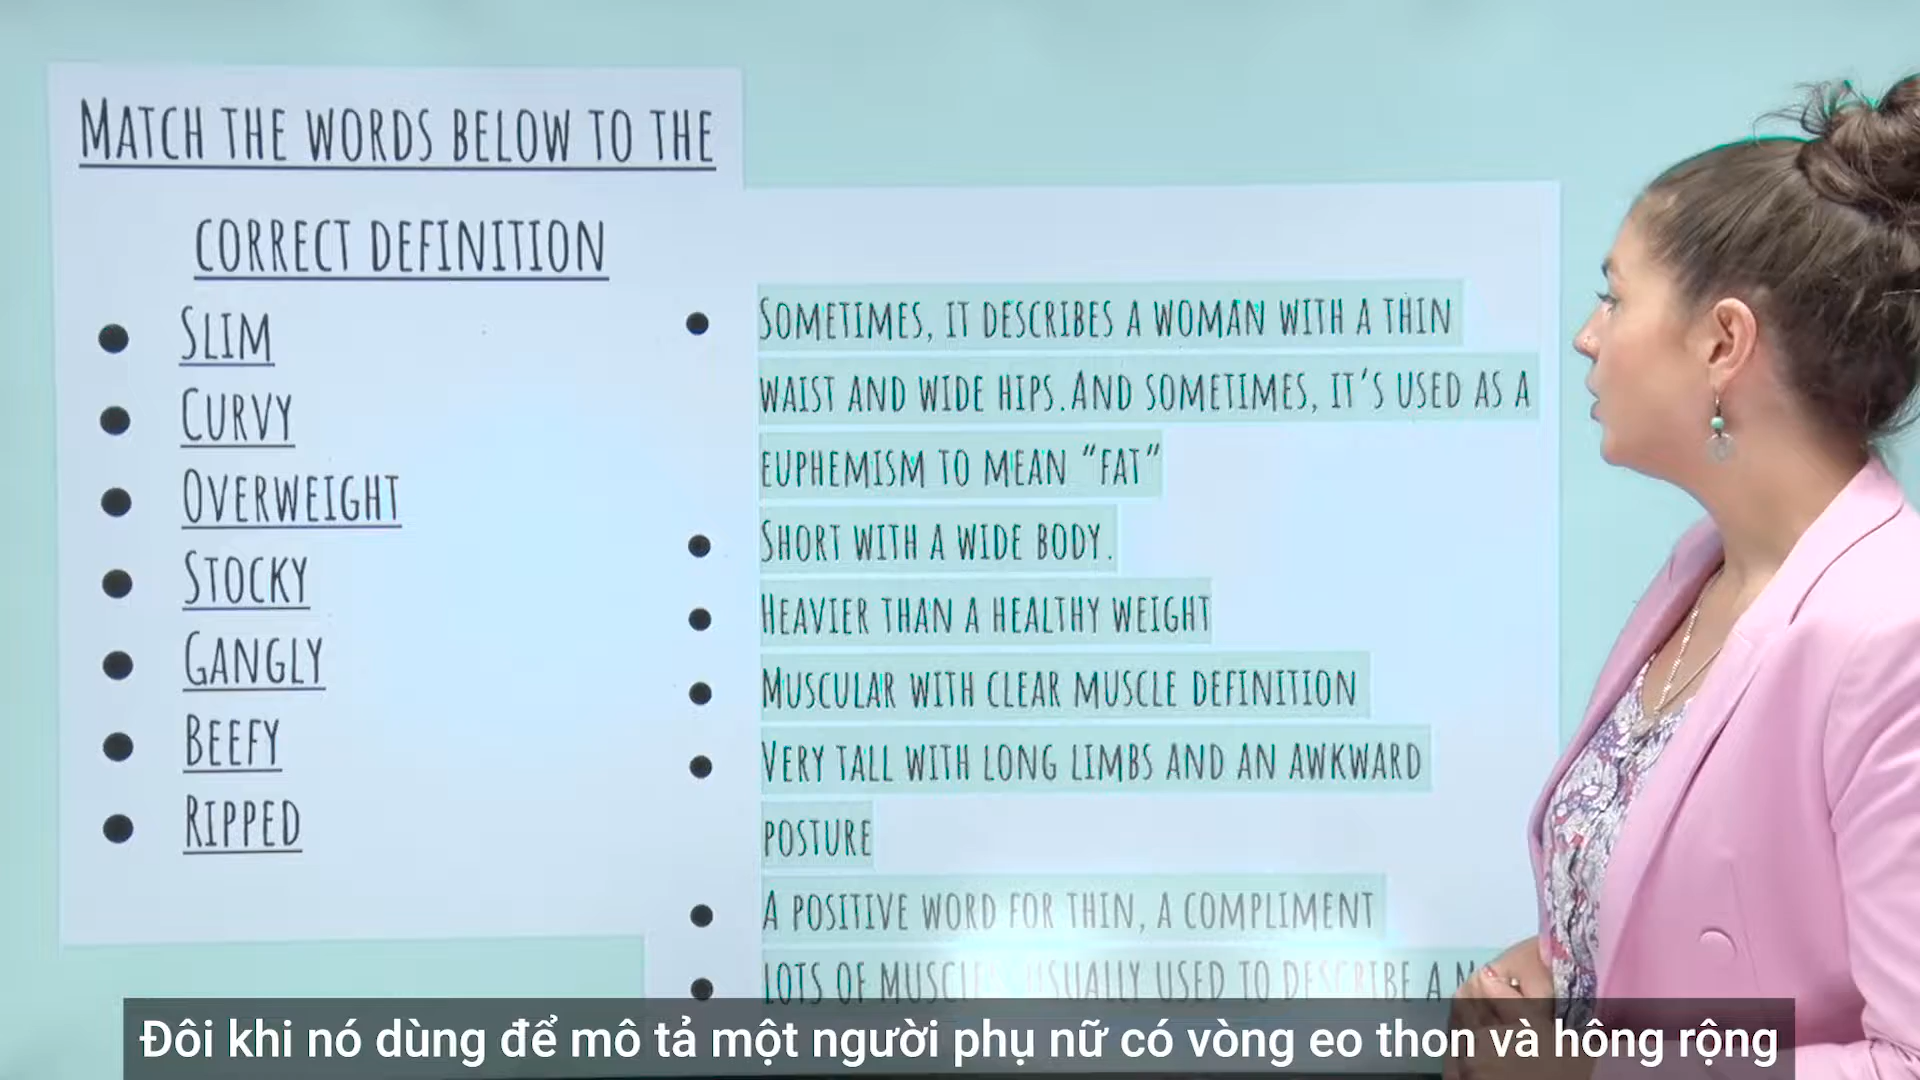 MATCH THE WORDS BELOW TO THE
CORRECT DEFINITION
SLIM
CURVY
OVERWEIGHT
STOCKY
GANGLY
BEEFY
RIPPED
SOMETIMES, IT DESCRIBES A WOMAN WITH A THIN
WAIST AND WIDE HIPS. AND SOMETIMES, IT'S USED AS A
EUPHEMISM TO MEAN "FAT"
SHORT WITH A WIDE BODY.
HEAVIER THAN A HEALTHY WEIGHT
MUSCULAR WITH CLEAR MUSCLE DEFINITION
VERY TALL WITH LONG LIMBS AND AN AWKWARD
POSTURE
A POSITIVE WORD FOR THIN, A COMPLIMENT
LOTS OF MUSCLES, USUALLY USED TO DESCRIBE A
Đôi khi nó dùng để mô tả một người phụ nữ có vòng eo thon và hông rộng